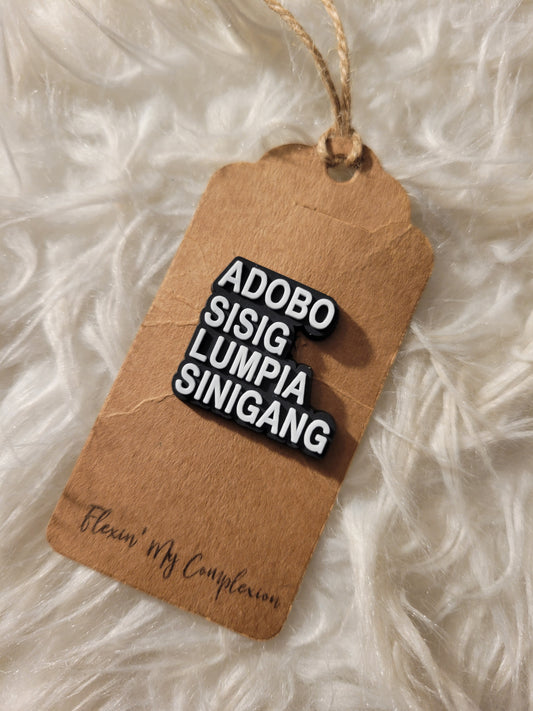 ADOBO
SISIG
LUMPIA
SINIGANG
Flexin' My Complexion